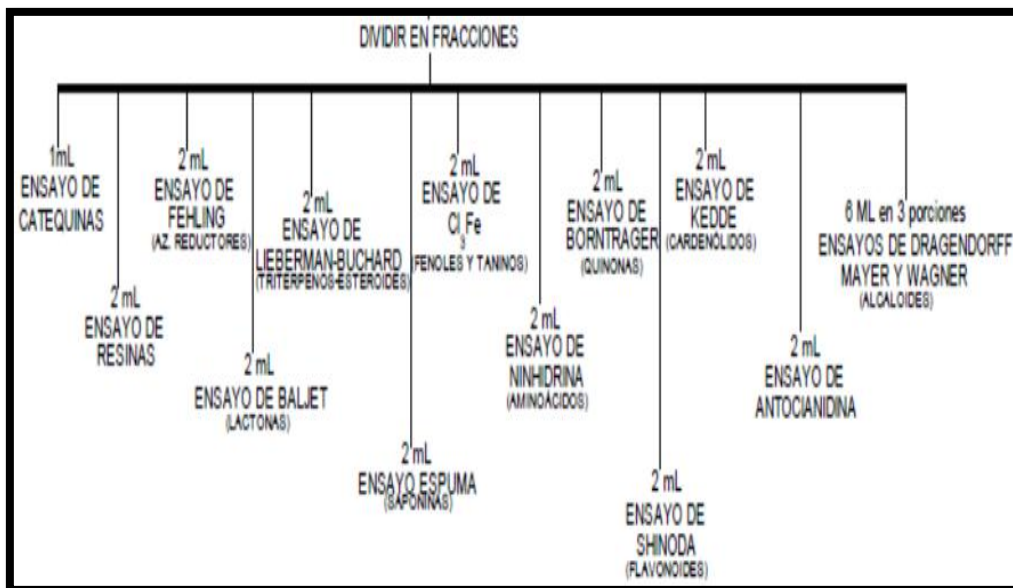 DIVIDIR EN FRACCIONES
1mL
ENSAYO DE
CATEQUINAS
2 mL
ENSAYO DE
RESINAS
2 mL
ENSAYO DE
FEHLING
(AZ. REDUCTORES)
2 mL
ENSAYO DE BALJET
(LACTONAS)
2 mL
ENSAYO DE
LIEBERMAN-BUCHARD
(TRITERPENOS-ESTEROIDES)
2 mL
ENSAYO ESPUMA
(SAPONINAS)
2 mL
ENSAYO DE
Cl3Fe
(FENOLES Y TANINOS)
2 mL
ENSAYO DE
NINHIDRINA
(AMINOÁCIDOS)
2 mL
ENSAYO DE
BORNTRAGER
(QUINONAS)
2 mL
ENSAYO DE
SHINODA
(FLAVONOIDES)
2 mL
ENSAYO DE
KEDDE
(CARDENÓLIDOS)
2 mL
ENSAYO DE
ANTOCIANIDINA
6 ML en 3 porciones
ENSAYOS DE DRAGENDORFF
MAYER Y WAGNER
(ALCALOIDES)